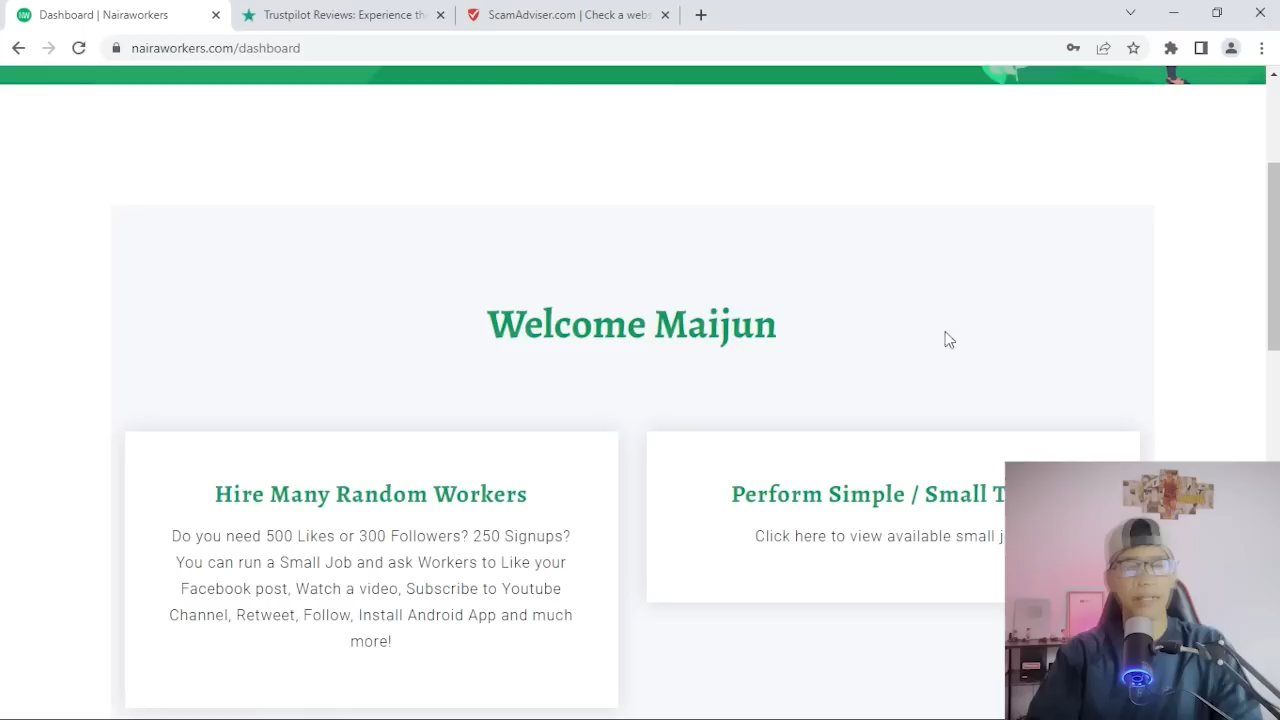 Dashboard | Nairaworkers
Trustpilot Reviews: Experience the
ScamAdviser.com | Check a webs
nairaworkers.com/dashboard
Welcome Maijun
Hire Many Random Workers
Do you need 500 Likes or 300 Followers? 250 Signups?
You can run a Small Job and ask Workers to Like your
Facebook post, Watch a video, Subscribe to Youtube
Channel, Retweet, Follow, Install Android App and much
more!
Perform Simple / Small T
Click here to view available small j